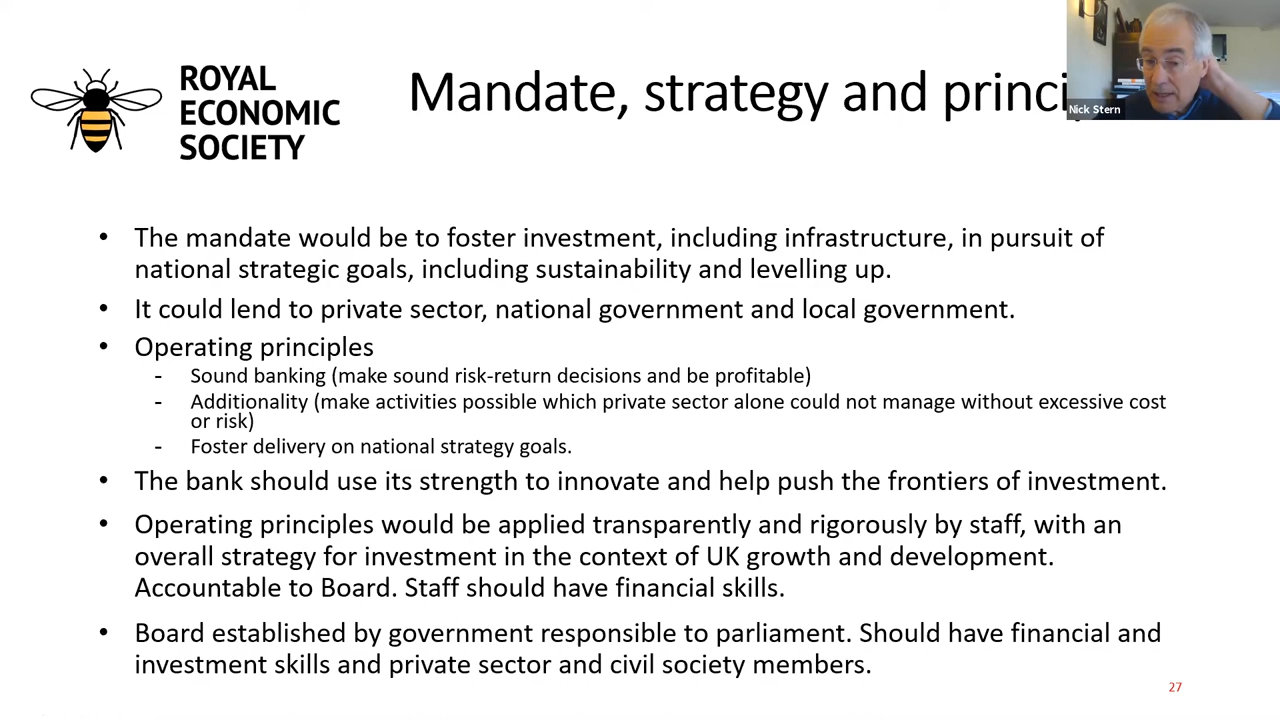 ROYAL
ECONOMIC
SOCIETY
Mandate, strategy and princi
Nick Stern
• The mandate would be to foster investment, including infrastructure, in pursuit of
national strategic goals, including sustainability and levelling up.
• It could lend to private sector, national government and local government.
• Operating principles
- Sound banking (make sound risk-return decisions and be profitable)
- Additionality (make activities possible which private sector alone could not manage without excessive cost
or risk)
- Foster delivery on national strategy goals.
• The bank should use its strength to innovate and help push the frontiers of investment.
• Operating principles would be applied transparently and rigorously by staff, with an
overall strategy for investment in the context of UK growth and development.
Accountable to Board. Staff should have financial skills.
• Board established by government responsible to parliament. Should have financial and
investment skills and private sector and civil society members.
27